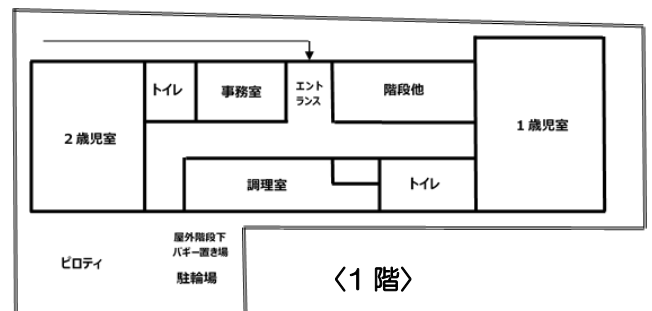 トイレ
事務室
エント
ランス
階段他
2歳児室
1歳児室
調理室
トイレ
屋外階段下
バギー置き場
ピロティ
駐輪場
〈1階〉